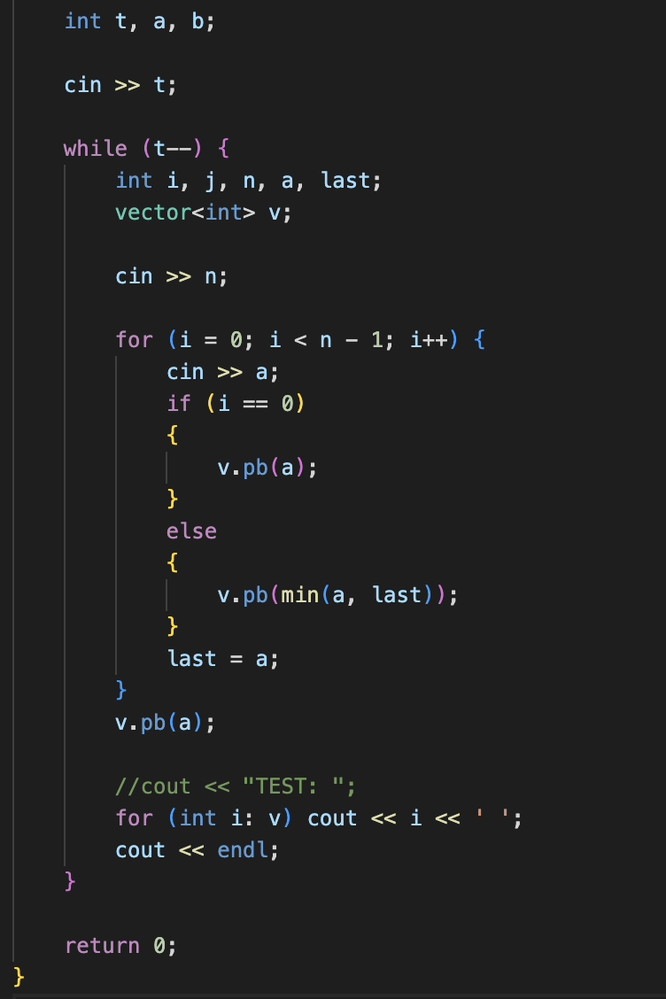 int t, a, b;
cin >> t;
while (t--) {
int i, j, n, a, last;
vector<int> v;
cin >> n;
for (i = 0; i < n - 1; i++) {
cin >> a;
if (i == 0)
{
v.pb(a);
}
else
{
v.pb(min(a, last));
}
last = a;
}
v.pb(a);
//cout << "TEST: ";
for (int i: v) cout << i << ' ';
cout << endl;
}
return 0;
}